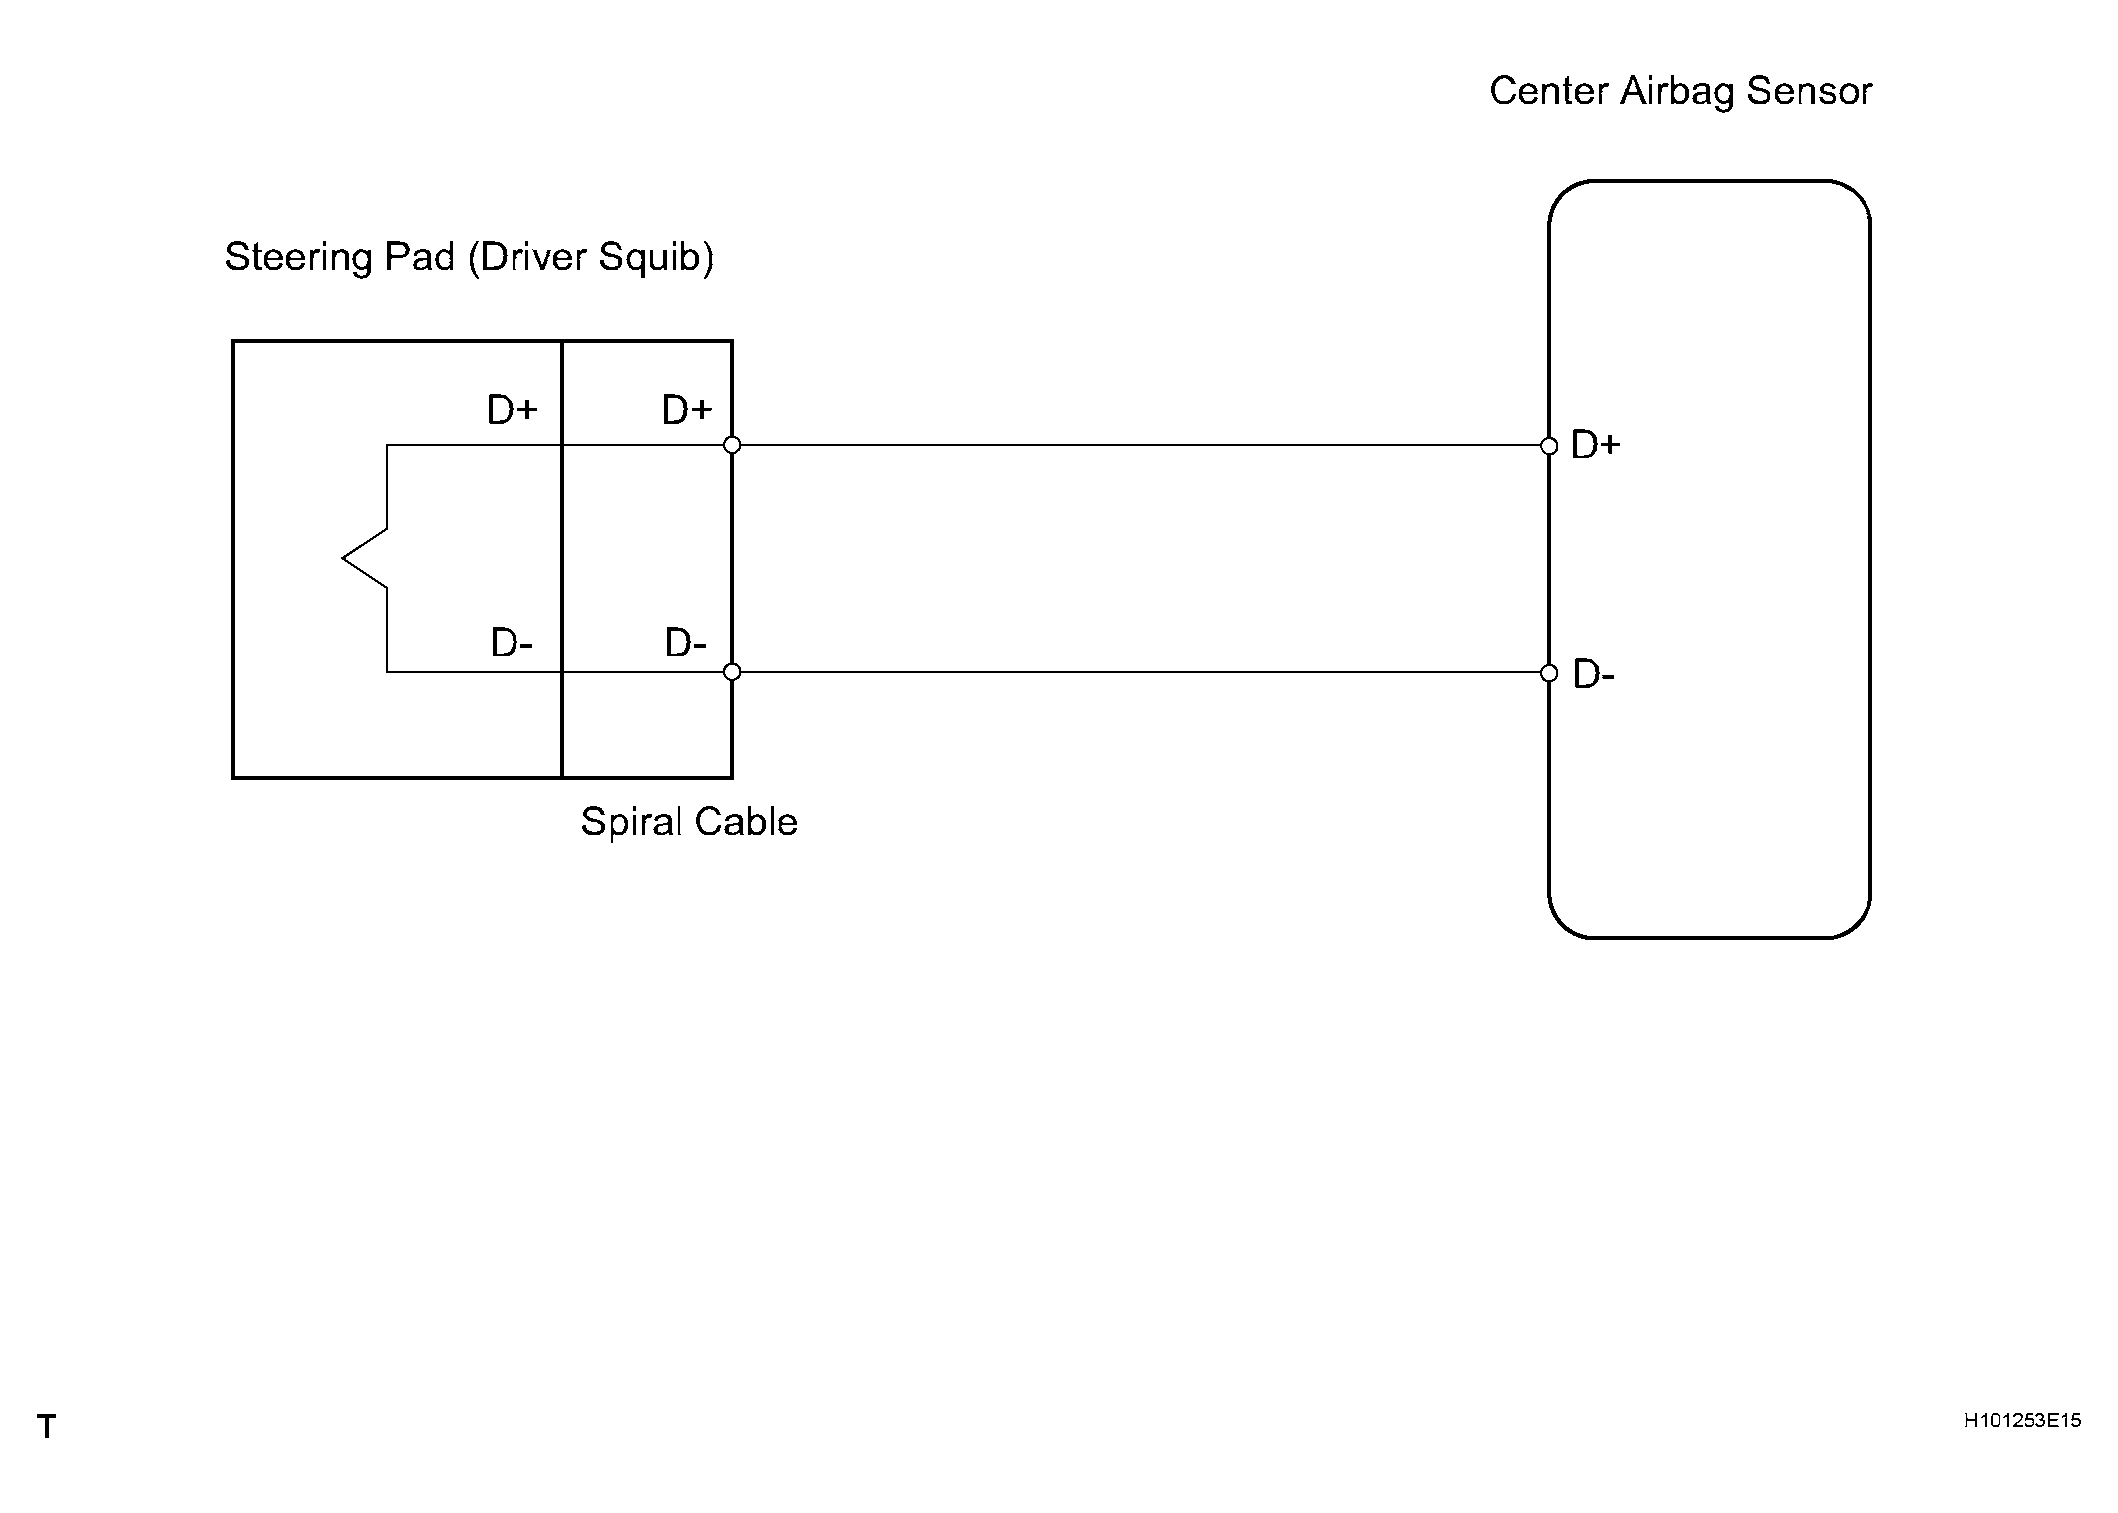 Center Airbag Sensor
Steering Pad (Driver Squib)
D+
D+
D+
D-
D-
D-
Spiral Cable
T
H101253E15